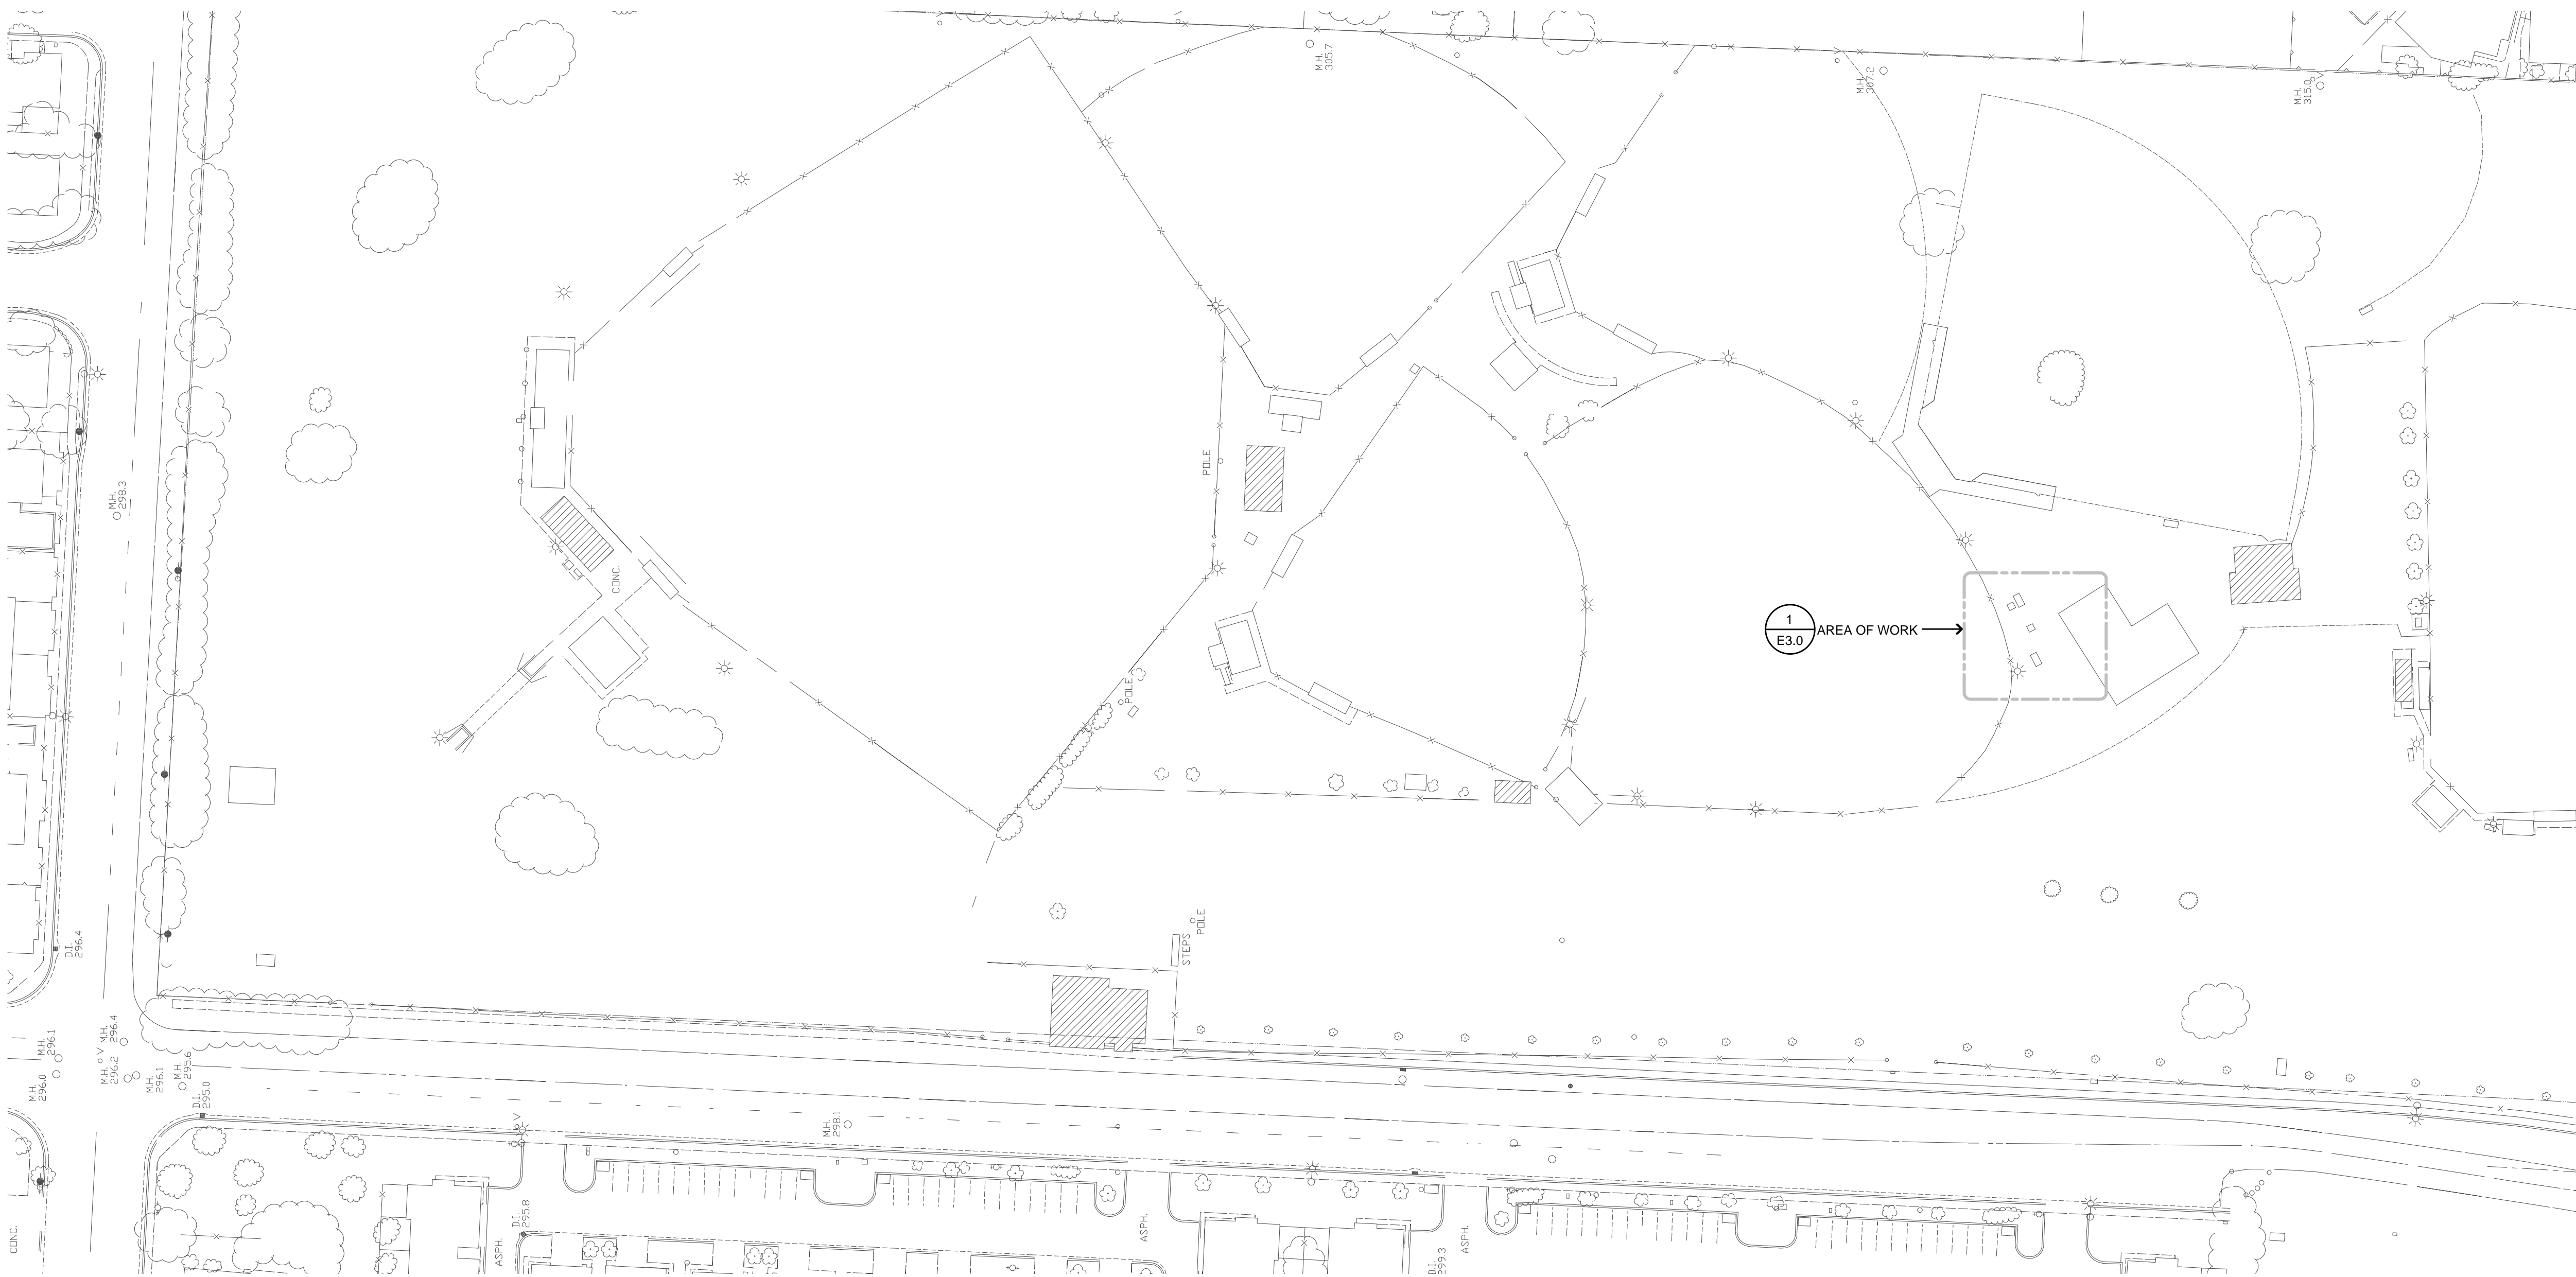 M.H.
305.7
M.H.
307.2
M.H.
315.0
M.H.
298.3
POLE
CONC.
1
E3.0
AREA OF WORK
POLE
D.I.
296.4
STEPS
POLE
M.H.
296.1
M.H.
296.4
V
M.H.
296.2
M.H.
296.0
M.H.
296.1
M.H.
295.6
D.I.
295.0
V
M.H.
298.1
D.I.
295.8
CONC.
ASPH.
ASPH.
D.I.
299.3
ASPH.